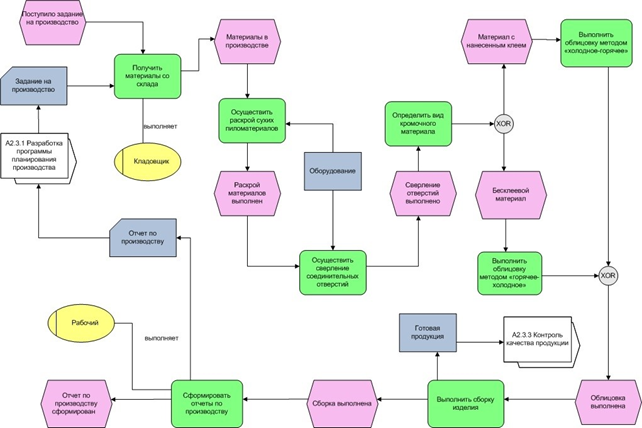 Поступило задание
на производство
Получить
материалы со
склада
Материалы в
производстве
Материал с
нанесенным клеем
Выполнить
облицовку методом
«холодное-горячее»
Задание на
производство
А2.3.1 Разработка
программы
планирования
производства
выполняет
Кладовщик
Осуществить
раскрой сухих
пиломатериалов
Определить вид
кромочного
материала
XOR
Раскрой
материалов
выполнен
Оборудование
Сверление
отверстий
выполнено
Бесклеевой
материал
Отчет по
производству
Осуществить
сверление
соединительных
отверстий
Выполнить
облицовку
методом «горячее-
холодное»
XOR
Рабочий
выполняет
Готовая
продукция
А2.3.3 Контроль
качества продукции
Отчет по
производству
сформирован
Сформировать
отчеты по
производству
Сборка выполнена
Выполнить сборку
изделия
Облицовка
выполнена